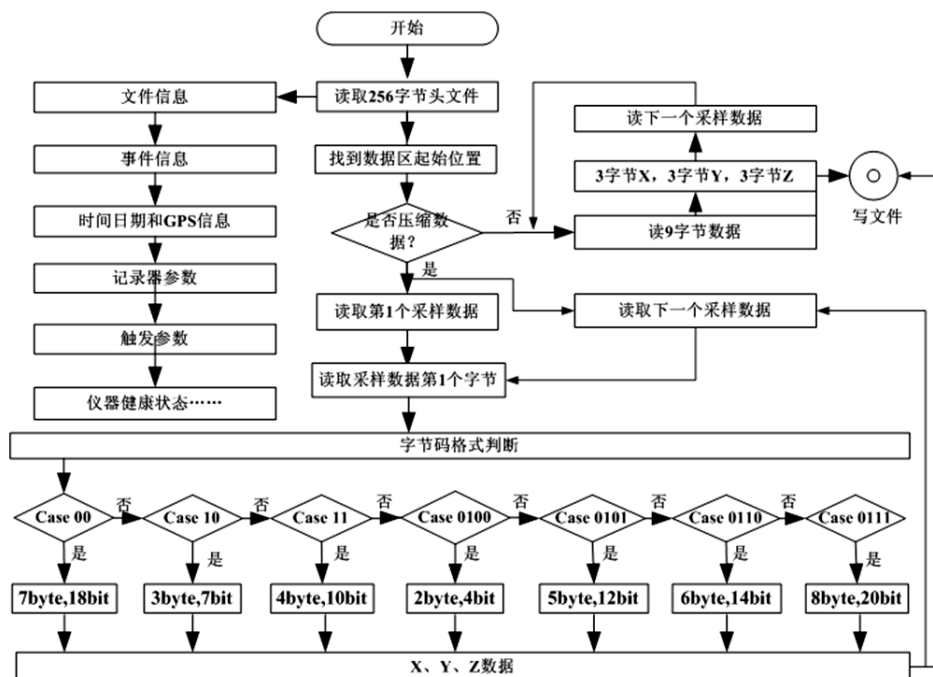 开始
文件信息
读取256字节头文件
读下一个采样数据
事件信息
找到数据区起始位置
3字节X，3字节Y，3字节Z
写文件
时间日期和GPS信息
是否压缩数
据？
否
读9字节数据
是
记录器参数
读取第1个采样数据
读取下一个采样数据
触发参数
读取采样数据第1个字节
仪器健康状态……
字节码格式判断
Case 00
否
Case 10
否
Case 11
否
Case 0100
否
Case 0101
否
Case 0110
否
Case 0111
是
是
是
是
是
是
是
7byte,18bit
3byte,7bit
4byte,10bit
2byte,4bit
5byte,12bit
6byte,14bit
8byte,20bit
X、Y、Z数据